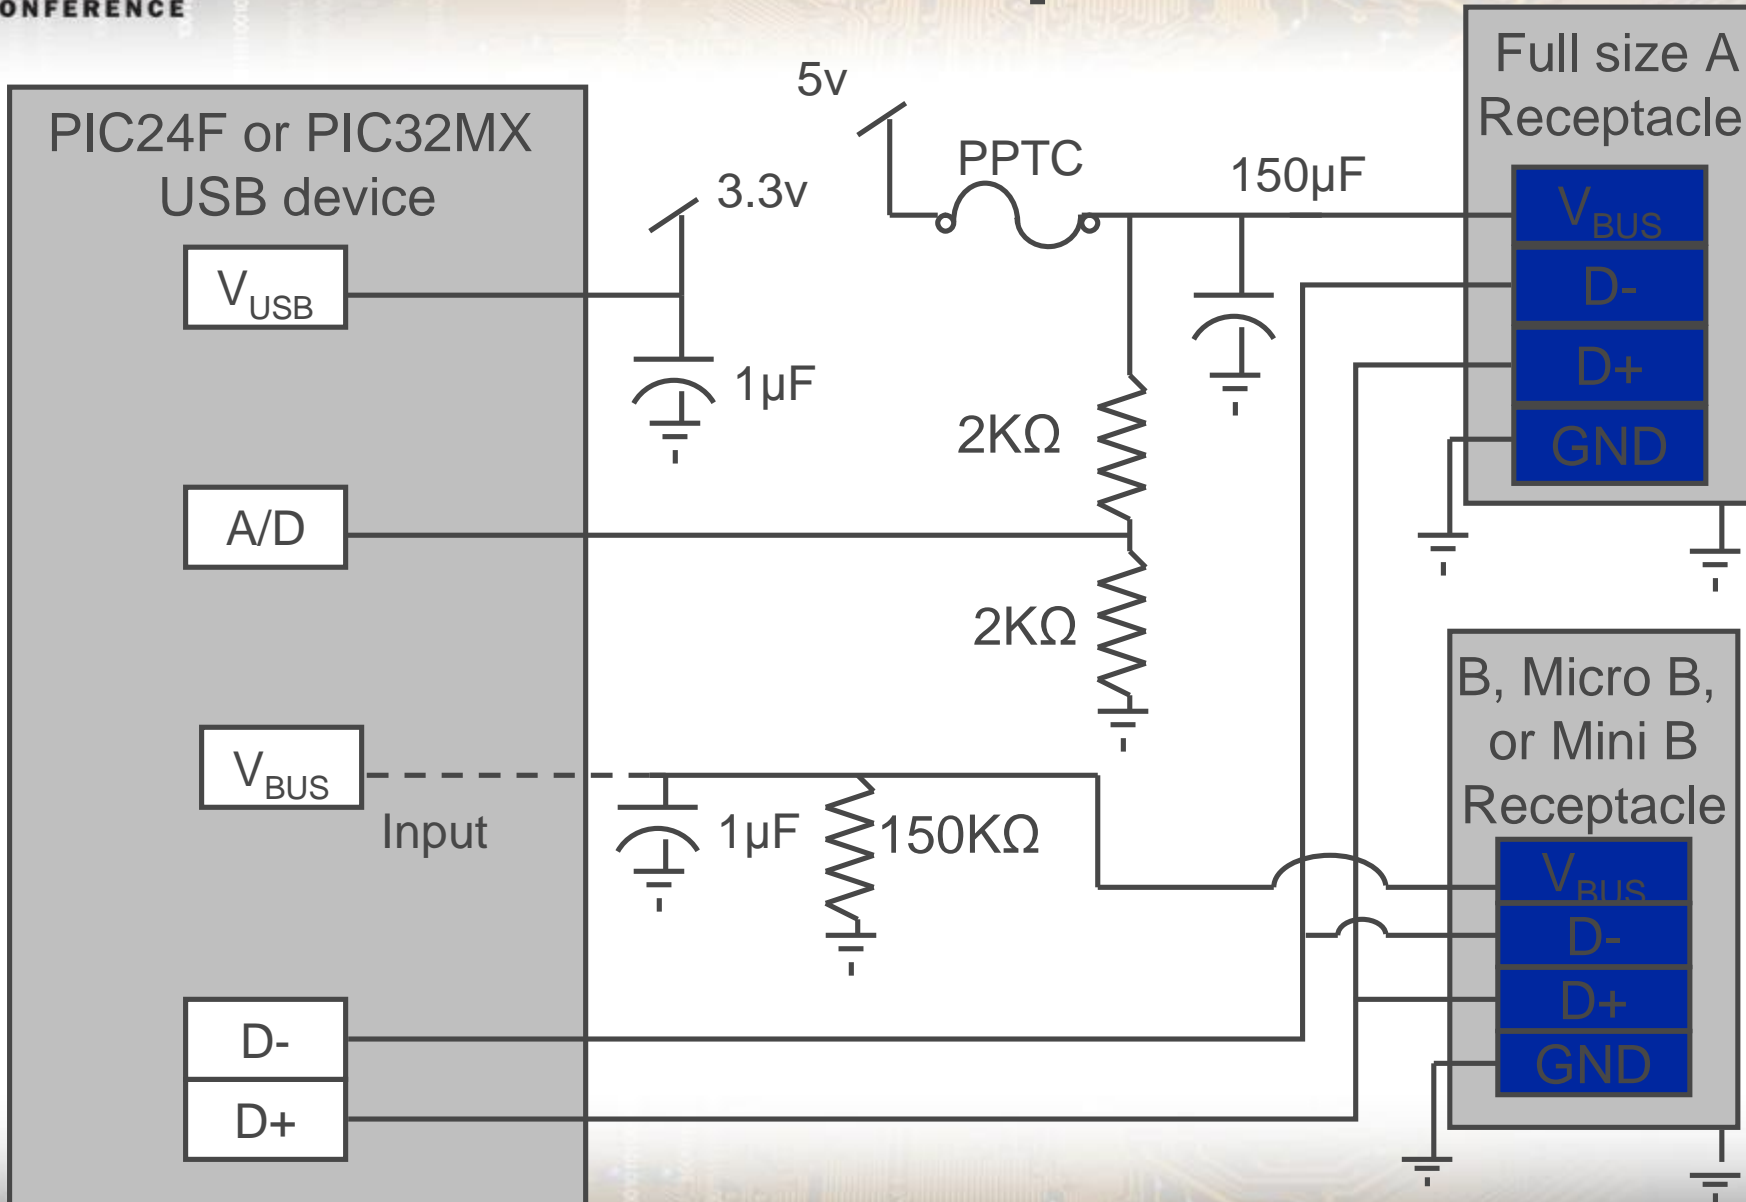 ONFERENCE
PIC24F or PIC32MX
USB device
VUSB
A/D
VBUS
Input
D-
D+
5v
3.3v
PPTC
150µF
1µF
2KΩ
2KΩ
1µF
150KΩ
Full size A
Receptacle
VBUS
D-
D+
GND
B, Micro B,
or Mini B
Receptacle
VBUS
D-
D+
GND